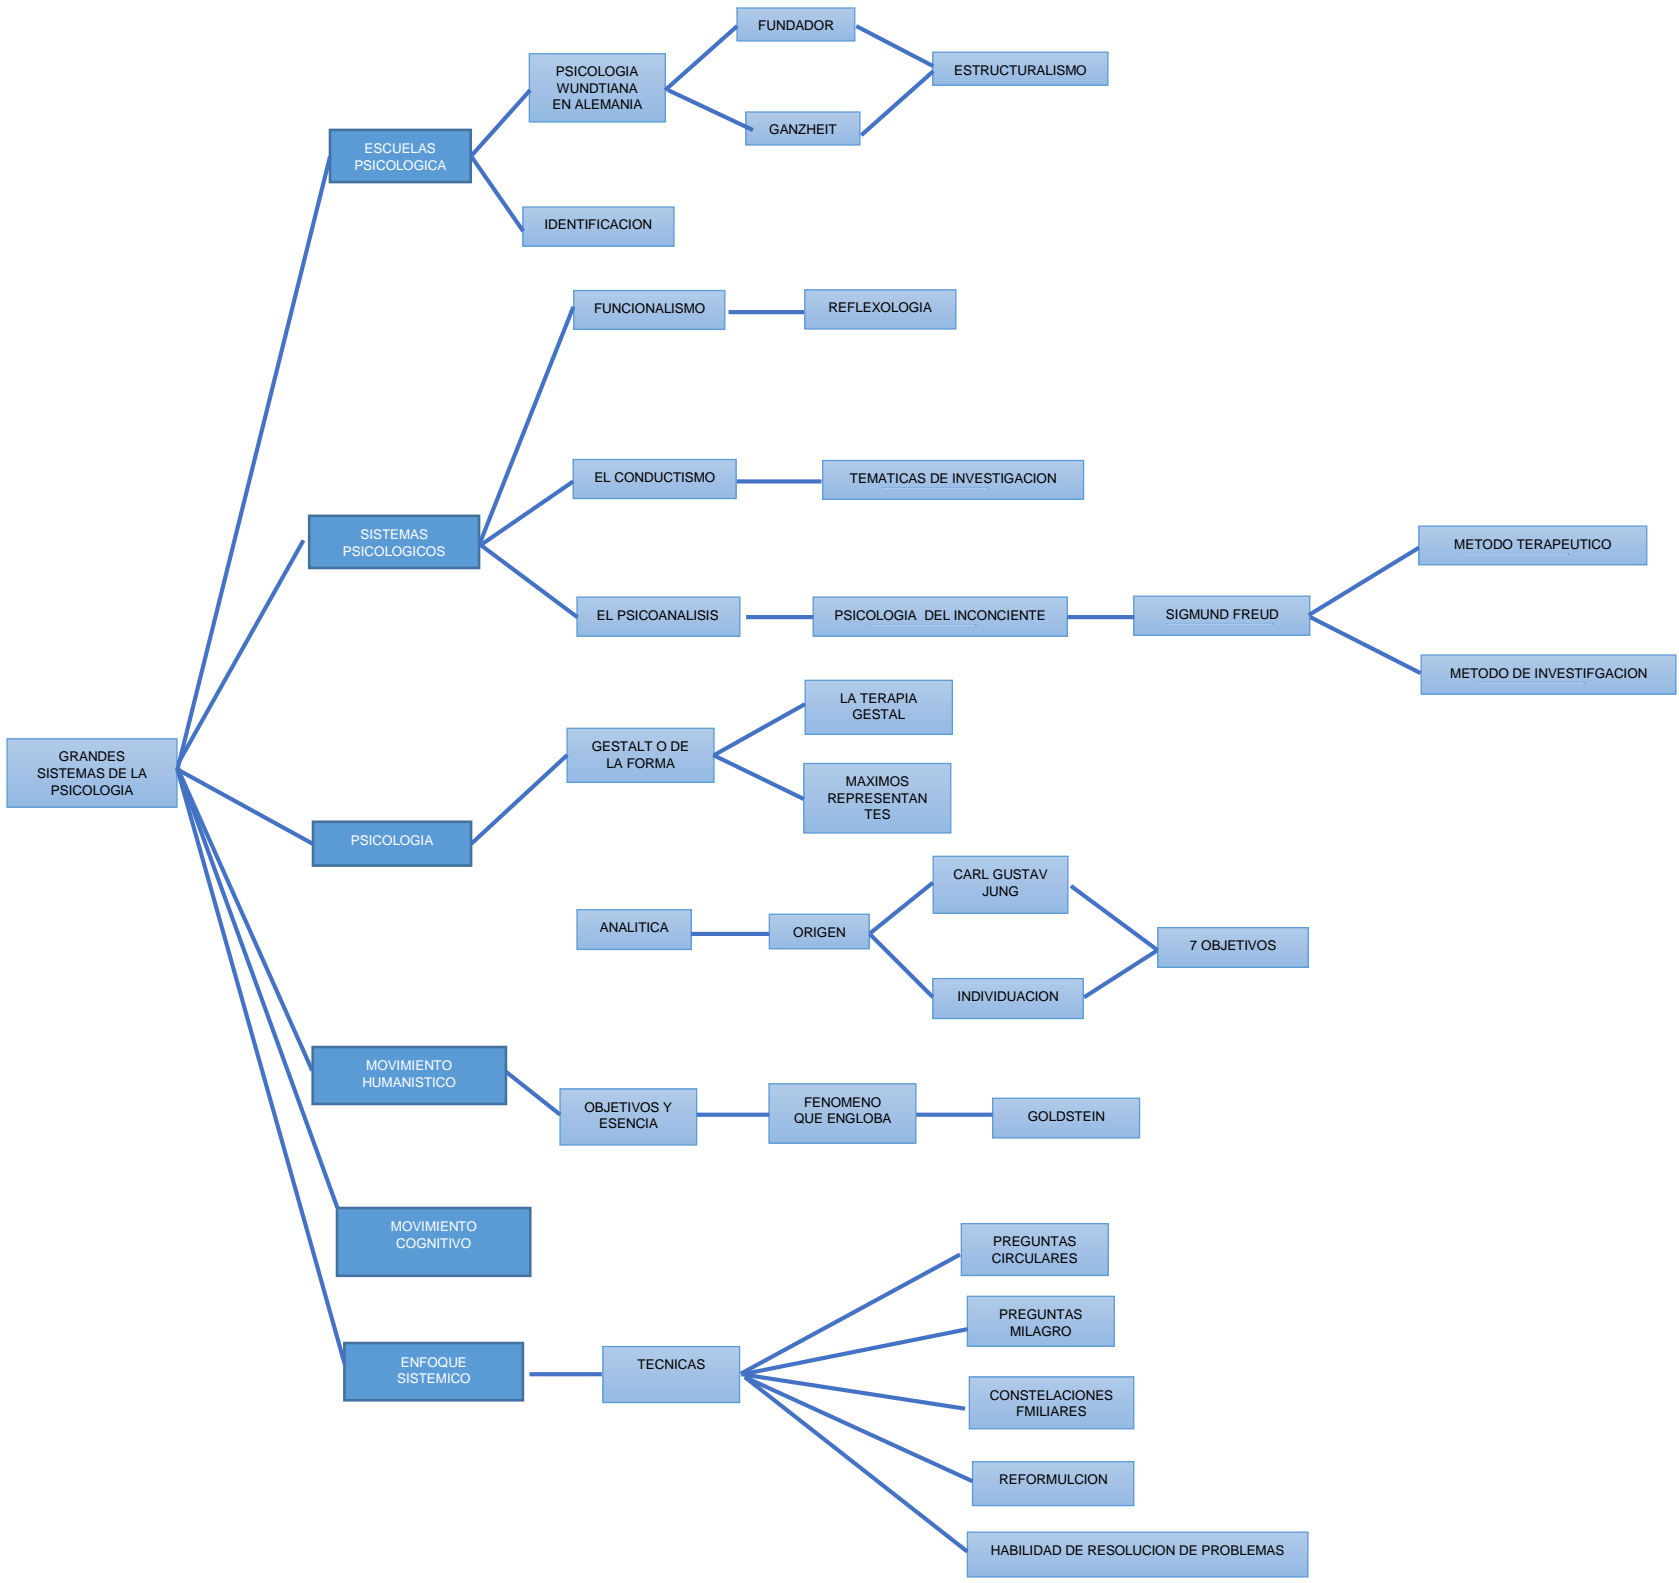 FUNDADOR
PSICOLOGIA
WUNDTIANA
EN ALEMANIA
ESTRUCTURALISMO
GANZHEIT
ESCUELAS
PSICOLOGICA
IDENTIFICACION
FUNCIONALISMO
REFLEXOLOGIA
EL CONDUCTISMO
TEMATICAS DE INVESTIGACION
SISTEMAS
PSICOLOGICOS
METODO TERAPEUTICO
EL PSICOANALISIS
PSICOLOGIA  DEL INCONCIENTE
SIGMUND FREUD
METODO DE INVESTIFGACION
LA TERAPIA
GESTAL
GESTALT O DE
LA FORMA
GRANDES
SISTEMAS DE LA
PSICOLOGIA
MAXIMOS
REPRESENTAN
TES
PSICOLOGIA
CARL GUSTAV
JUNG
ANALITICA
ORIGEN
7 OBJETIVOS
INDIVIDUACION
MOVIMIENTO
HUMANISTICO
OBJETIVOS Y
ESENCIA
FENOMENO
QUE ENGLOBA
GOLDSTEIN
MOVIMIENTO
COGNITIVO
PREGUNTAS
CIRCULARES
PREGUNTAS
MILAGRO
ENFOQUE
SISTEMICO
TECNICAS
CONSTELACIONES
FMILIARES
REFORMULCION
HABILIDAD DE RESOLUCION DE PROBLEMAS